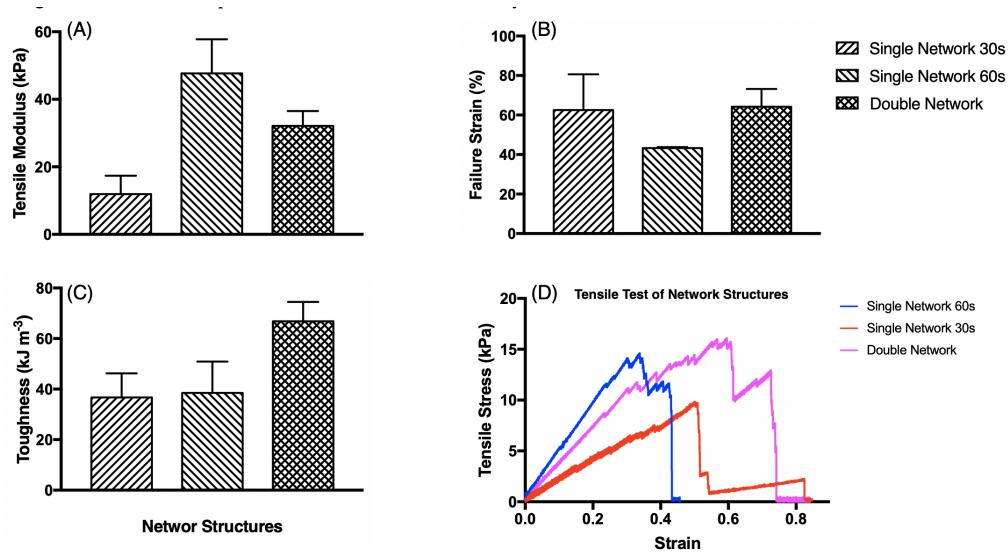 (A)
Tensile Modulus (kPa)
60
40
20
0
(B)
Failure Strain (%)
100
80
60
40
20
0
Single Network 30s
Single Network 60s
Double Network
(C)
Toughness (kJ m-3)
80
60
40
20
0
Networ Structures
(D)
Tensile Test of Network Structures
Tensile Stress (kPa)
20
15
10
5
0
0.0 0.2 0.4 0.6 0.8
Strain
Single Network 60s
Single Network 30s
Double Network